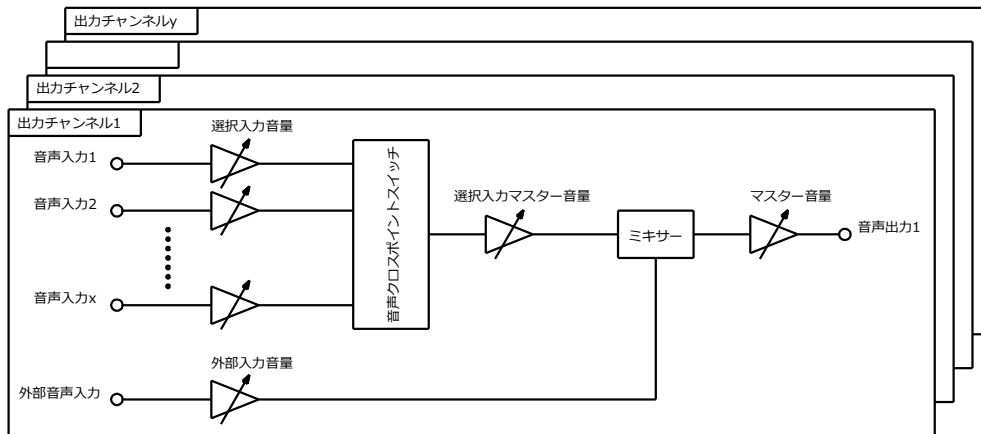 出力チャンネルy
出力チャンネル2
出力チャンネル1
選択入力音量
音声入力1
音声入力2
音声入力x
音声クロスポイントスイッチ
選択入力マスター音量
ミキサー
マスター音量
音声出力1
外部入力音量
外部音声入力